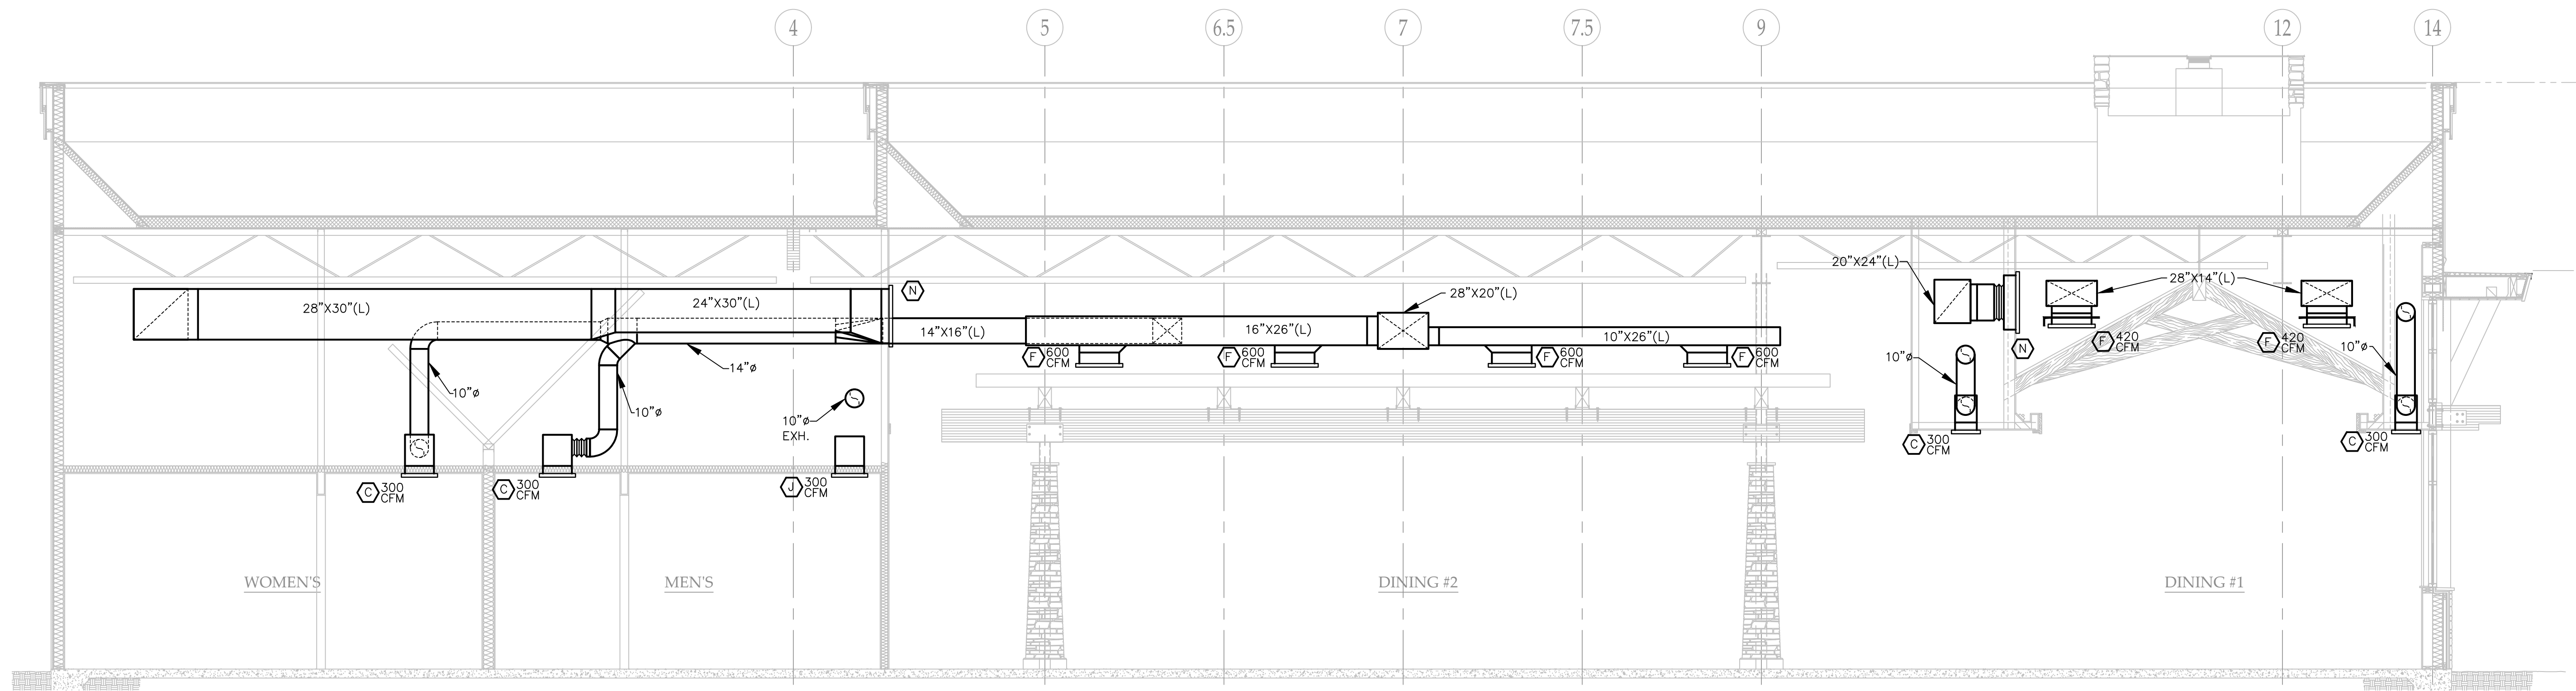 4
5
6.5
7
7.5
9
12
14
20"X24"(L)
28"X14"(L)
N
28"X30"(L)
24"X30"(L)
28"X20"(L)
14"X16"(L)
16"X26"(L)
10"X26"(L)
F 600
CFM
F 600
CFM
F 600
CFM
F 600
CFM
N
F 420
CFM
F 420
CFM
10"ø
10"ø
14"ø
10"ø
10"ø
10"ø
EXH.
C 300
CFM
C 300
CFM
C 300
CFM
C 300
CFM
J 300
CFM
WOMEN'S
MEN'S
DINING #2
DINING #1